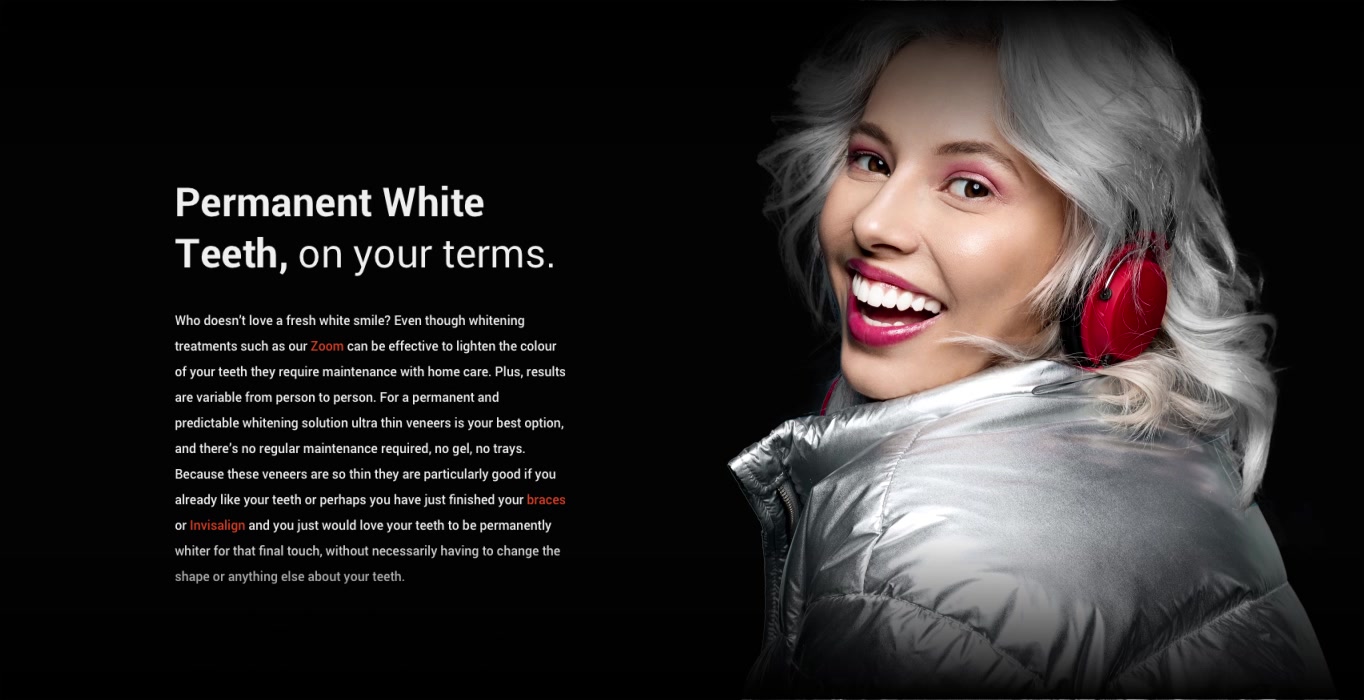 Permanent White
Teeth, on your terms.
Who doesn’t love a fresh white smile? Even though whitening
treatments such as our Zoom can be effective to lighten the colour
of your teeth they require maintenance with home care. Plus, results
are variable from person to person. For a permanent and
predictable whitening solution ultra thin veneers is your best option,
and there’s no regular maintenance required, no gel, no trays.
Because these veneers are so thin they are particularly good if you
already like your teeth or perhaps you have just finished your braces
or Invisalign and you just would love your teeth to be permanently
whiter for that final touch, without necessarily having to change the
shape or anything else about your teeth.